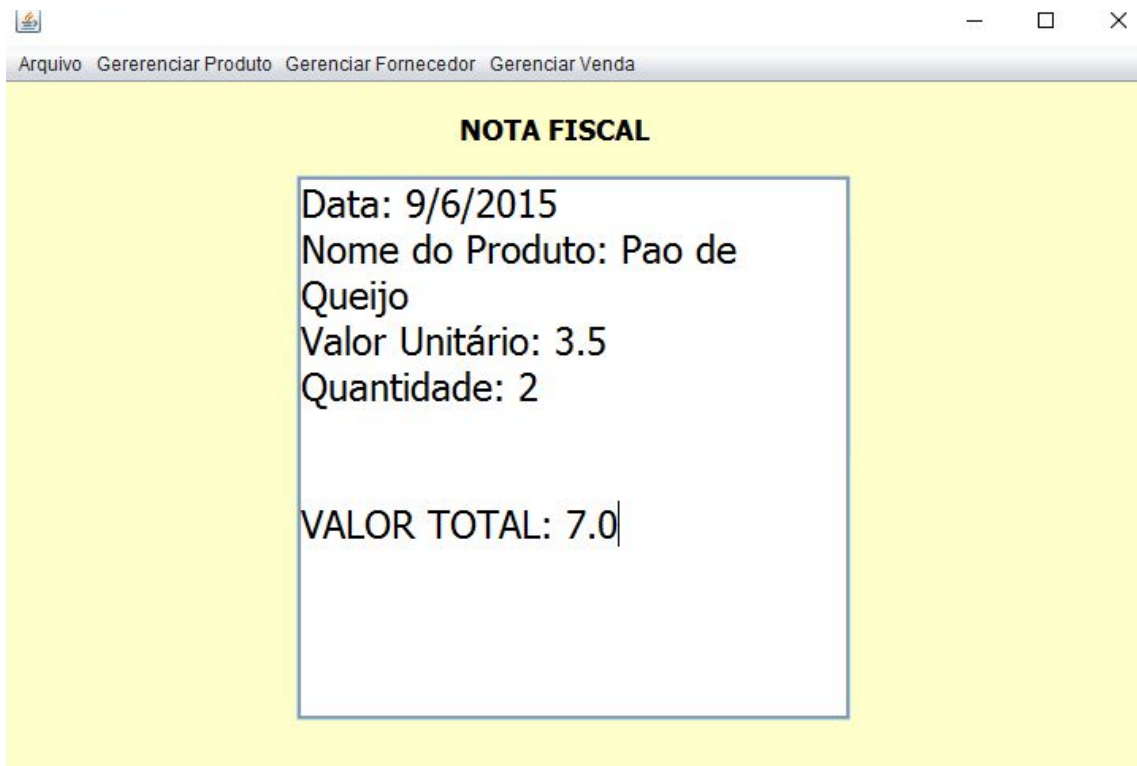 Arquivo Gererenciar Produto Gerenciar Fornecedor Gerenciar Venda
NOTA FISCAL
Data: 9/6/2015
Nome do Produto: Pao de
Queijo
Valor Unitário: 3.5
Quantidade: 2
VALOR TOTAL: 7.0